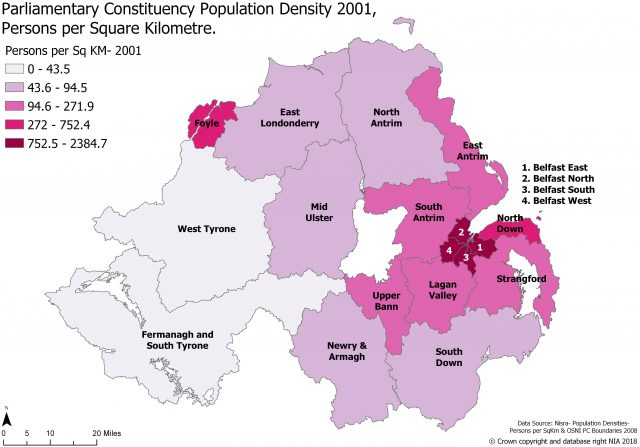 Parliamentary Constituency Population Density 2001,
Persons per Square Kilometre.
Persons per Sq KM- 2001
0 - 43.5
43.6 - 94.5
94.6 - 271.9
272 - 752.4
752.5 - 2384.7
Foyle
East
Londonderry
North
Antrim
East
Antrim
1. Belfast East
2. Belfast North
3. Belfast South
4. Belfast West
Mid
Ulster
South
Antrim
West Tyrone
North
Down
2
1
4
3
Strangford
Lagan
Valley
Upper
Bann
Fermanagh and
South Tyrone
Newry &
Armagh
South
Down
N
0 5 10 20 Miles
Data Source: Nisra- Population Densities-
Persons per SqKm & OSNI PC Boundaries 2008
© Crown copyright and database right NIA 2018